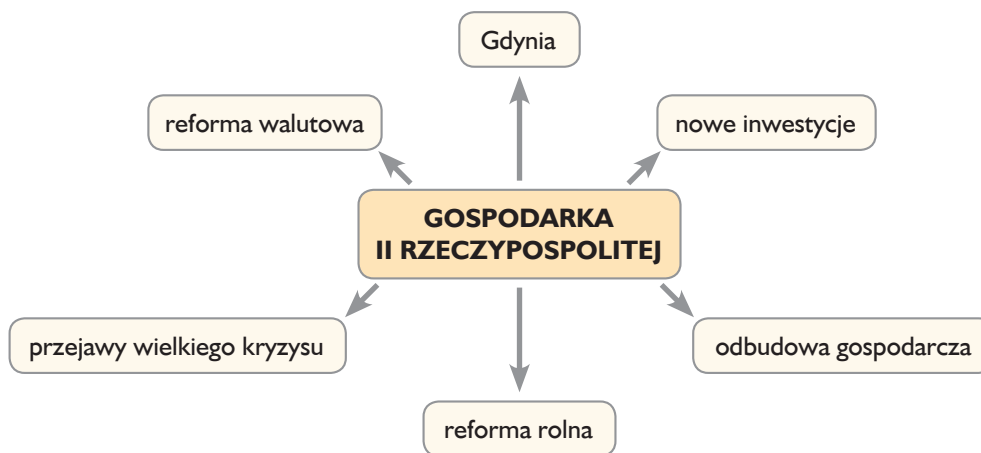 Gdynia
reforma walutowa
nowe inwestycje
GOSPODARKA
II RZECZYPOSPOLITEJ
przejawy wielkiego kryzysu
odbudowa gospodarcza
reforma rolna